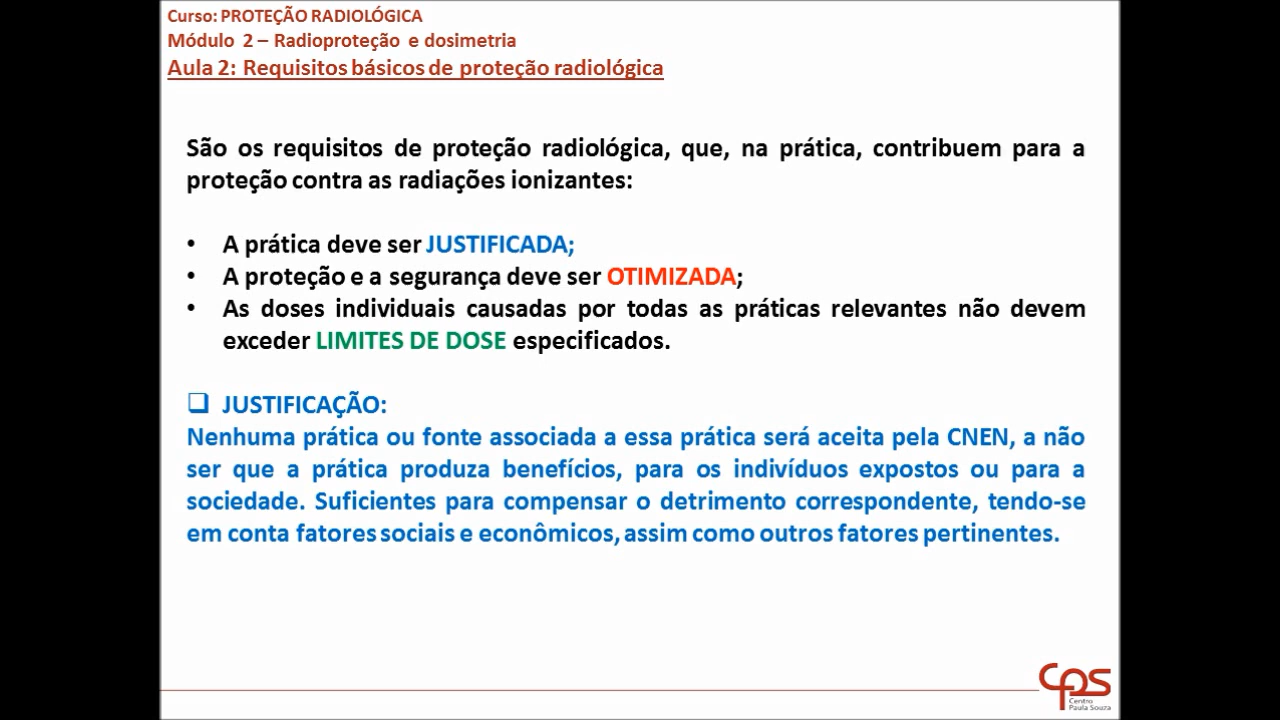 Curso: PROTEÇÃO RADIOLÓGICA
Módulo 2 – Radioproteção e dosimetria
Aula 2: Requisitos básicos de proteção radiológica
São os requisitos de proteção radiológica, que, na prática, contribuem para a
proteção contra as radiações ionizantes:
• A prática deve ser JUSTIFICADA;
• A proteção e a segurança deve ser OTIMIZADA;
• As doses individuais causadas por todas as práticas relevantes não devem
exceder LIMITES DE DOSE especificados.
❑ JUSTIFICAÇÃO:
Nenhuma prática ou fonte associada a essa prática será aceita pela CNEN, a não
ser que a prática produza benefícios, para os indivíduos expostos ou para a
sociedade. Suficientes para compensar o detrimento correspondente, tendo-se
em conta fatores sociais e econômicos, assim como outros fatores pertinentes.
cps
Centro
Paula Souza